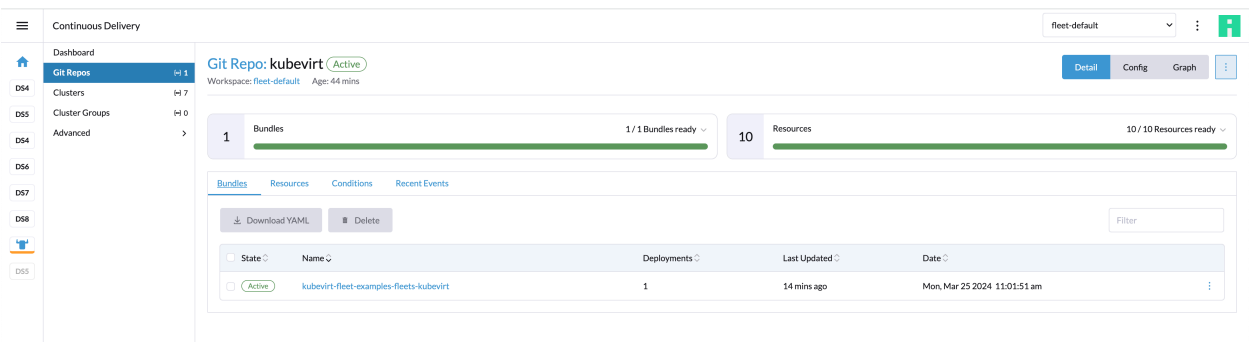 Continuous Delivery
fleet-default
Dashboard
Git Repos 1
Clusters 7
Cluster Groups 0
Advanced
DS4
DS5
DS4
DS6
DS7
DS8
DS5
Git Repo: kubevirt Active
Workspace: fleet-default Age: 44 mins
Detail Config Graph
1 Bundles 1 / 1 Bundles ready
10 Resources 10 / 10 Resources ready
Bundles Resources Conditions Recent Events
Download YAML Delete
Filter
State Name Deployments Last Updated Date
Active kubevirt-fleet-examples-fleets-kubevirt 1 14 mins ago Mon, Mar 25 2024 11:01:51 am